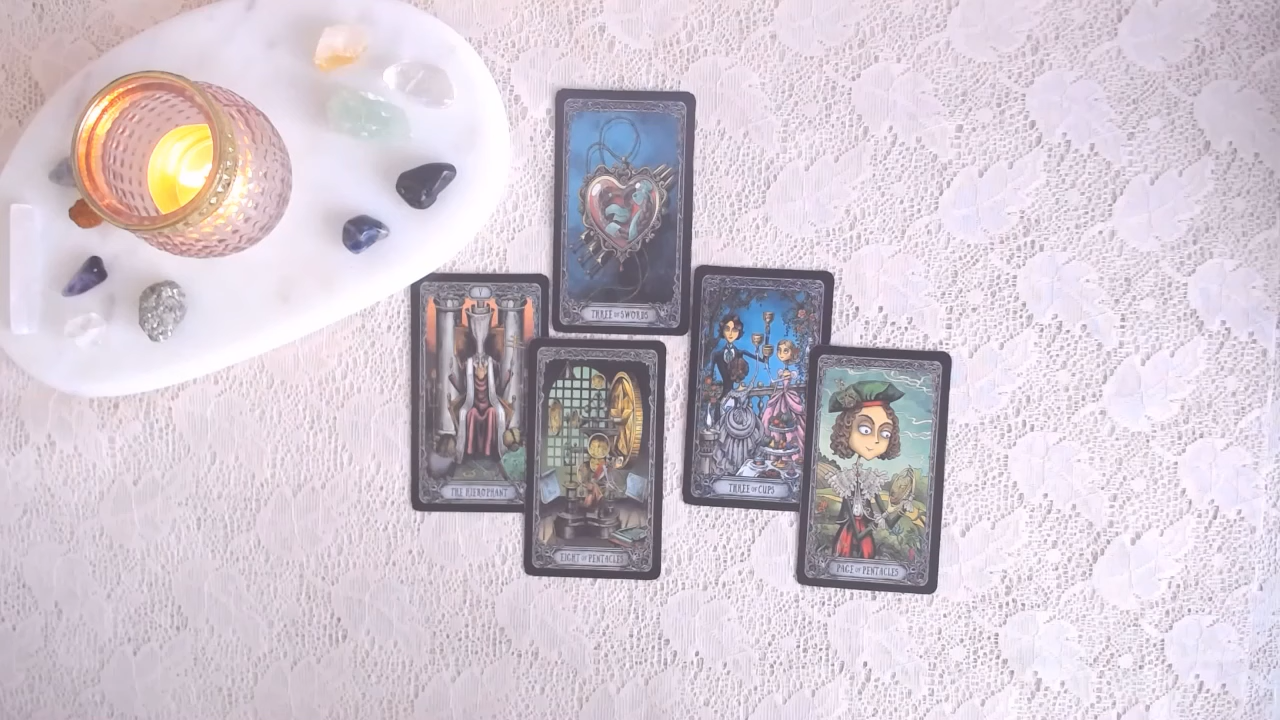 THREE OF SWORDS
V
THE HIEROPHANT
THREE OF CUPS
EIGHT OF PENTACLES
PAGE OF PENTACLES